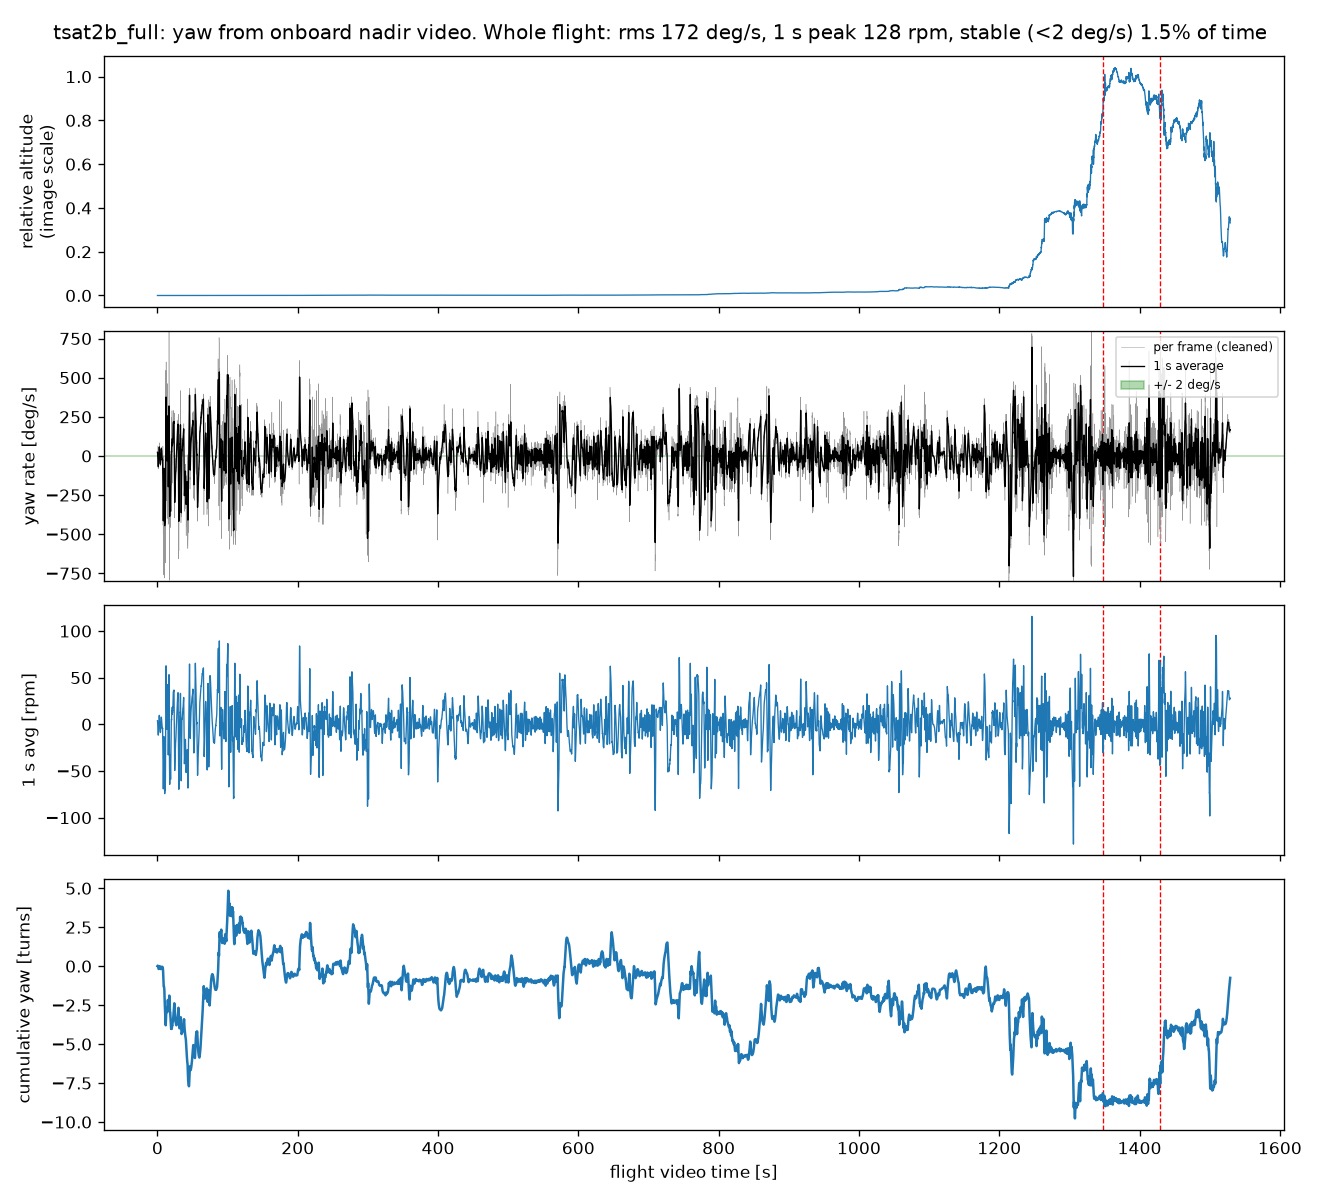 tsat2b_full: yaw from onboard nadir video. Whole flight: rms 172 deg/s, 1 s peak 128 rpm, stable (<2 deg/s) 1.5% of time
relative altitude
(image scale)
1.0
0.8
0.6
0.4
0.2
0.0
yaw rate [deg/s]
750
500
250
0
−250
−500
−750
per frame (cleaned)
1 s average
+/- 2 deg/s
1 s avg [rpm]
100
50
0
−50
−100
cumulative yaw [turns]
5.0
2.5
0.0
−2.5
−5.0
−7.5
−10.0
0 200 400 600 800 1000 1200 1400 1600
flight video time [s]